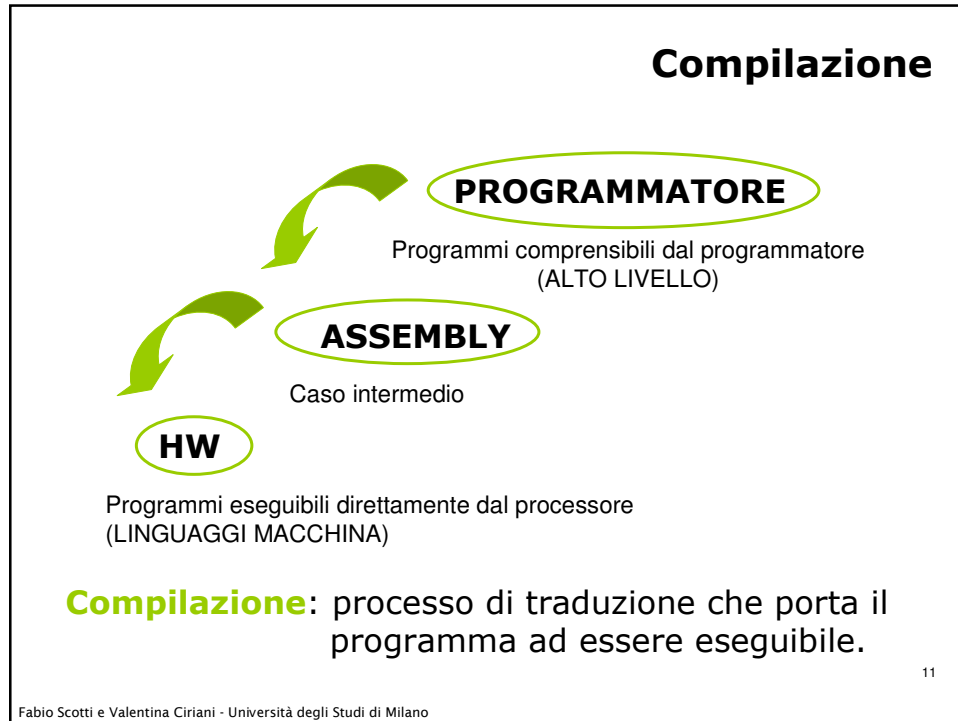 Compilazione
PROGRAMMATORE
Programmi comprensibili dal programmatore
(ALTO LIVELLO)
ASSEMBLY
Caso intermedio
HW
Programmi eseguibili direttamente dal processore
(LINGUAGGI MACCHINA)
Compilazione: processo di traduzione che porta il
programma ad essere eseguibile.
11
Fabio Scotti e Valentina Ciriani - Università degli Studi di Milano